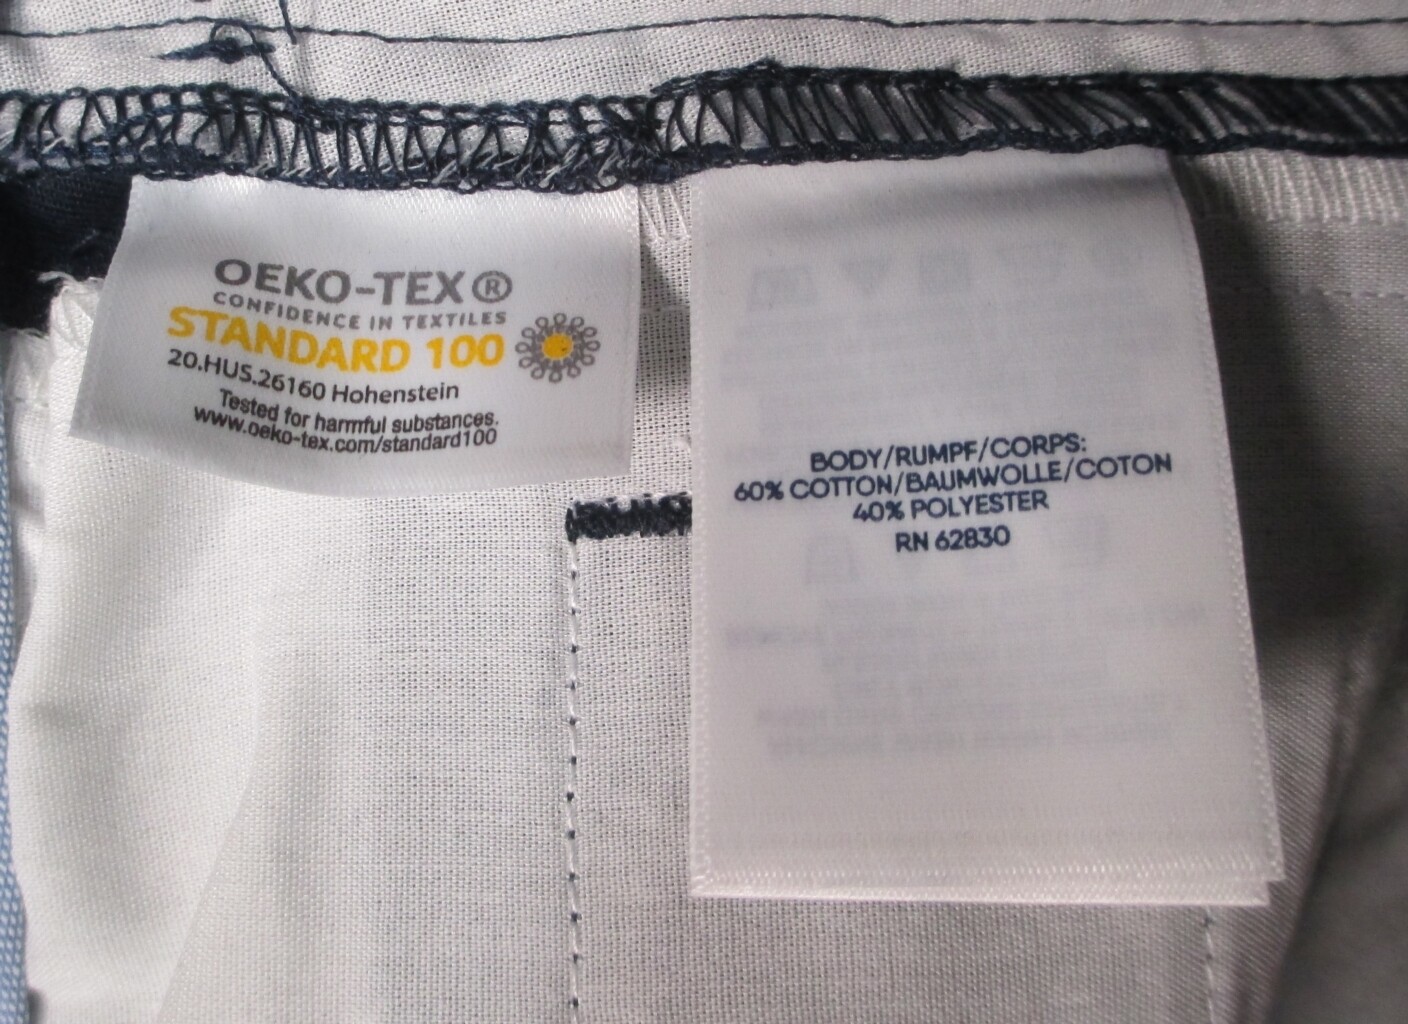 OEKO-TEX®
CONFIDENCE IN TEXTILES
STANDARD 100
20.HUS.26160 Hohenstein
Tested for harmful substances.
www.oeko-tex.com/standard100
BODY/RUMPF/CORPS:
60% COTTON/BAUMWOLLE/COTON
40% POLYESTER
RN 62830